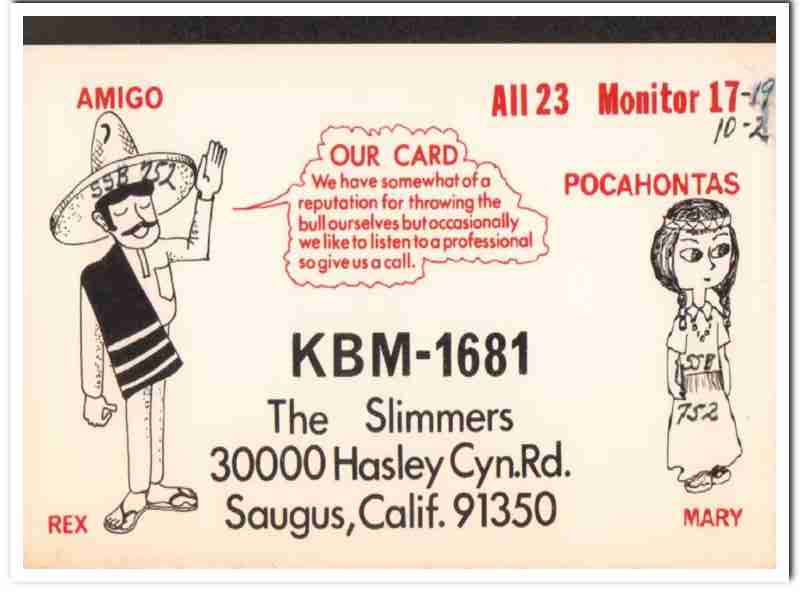 AMIGO
All 23 Monitor 17-19
10-2
SSB 752
OUR CARD
We have somewhat of a
reputation for throwing the
bull ourselves but occasionally
we like to listen to a professional
so give us a call.
POCAHONTAS
SSB
752
KBM-1681
The Slimmers
30000 Hasley Cyn.Rd.
Saugus, Calif. 91350
REX
MARY